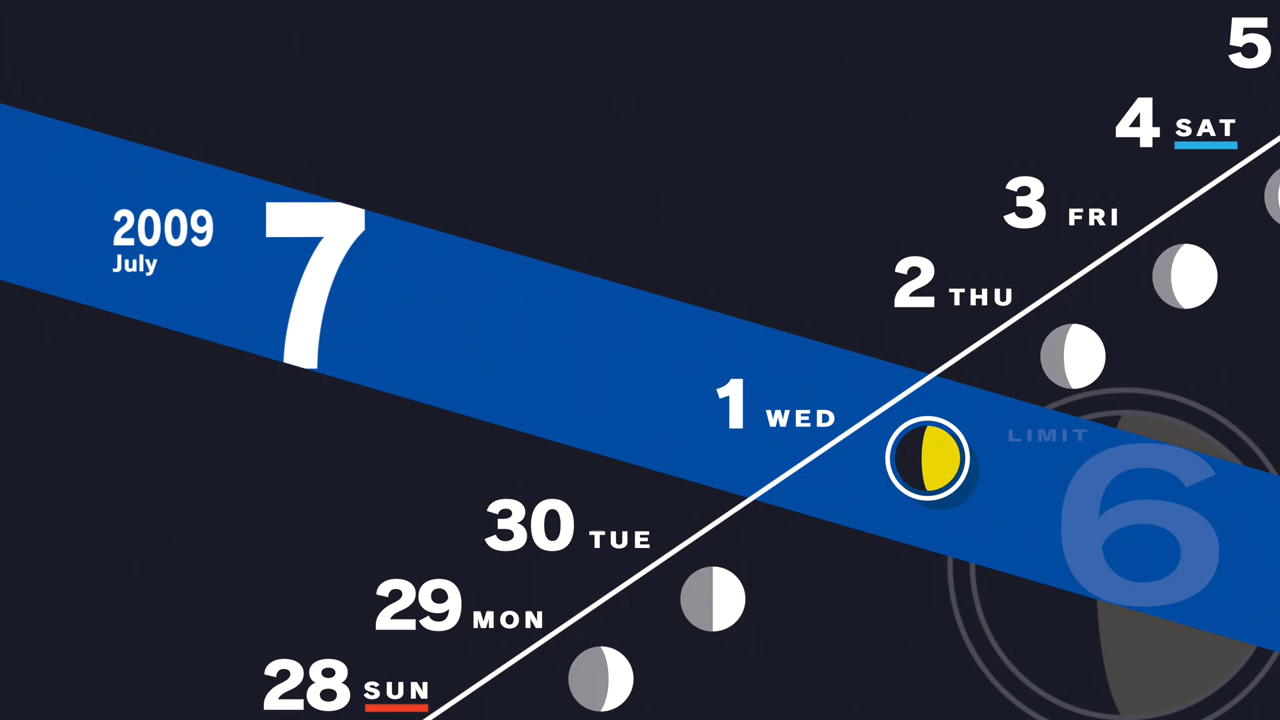 5
4 SAT
3 FRI
2 THU
2009
July
7
1 WED
LIMIT
6
30 TUE
29 MON
28 SUN